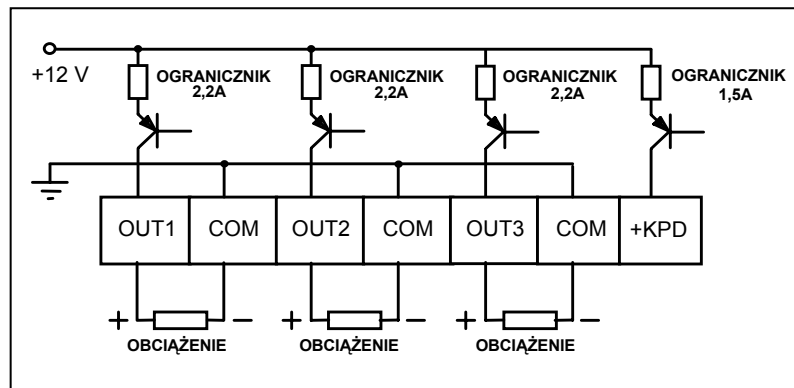 +12 V
OGRANICZNIK
2,2A
OGRANICZNIK
2,2A
OGRANICZNIK
2,2A
OGRANICZNIK
1,5A
OUT1
COM
OUT2
COM
OUT3
COM
+KPD
+ −
+ −
+ −
OBCIĄŻENIE
OBCIĄŻENIE
OBCIĄŻENIE